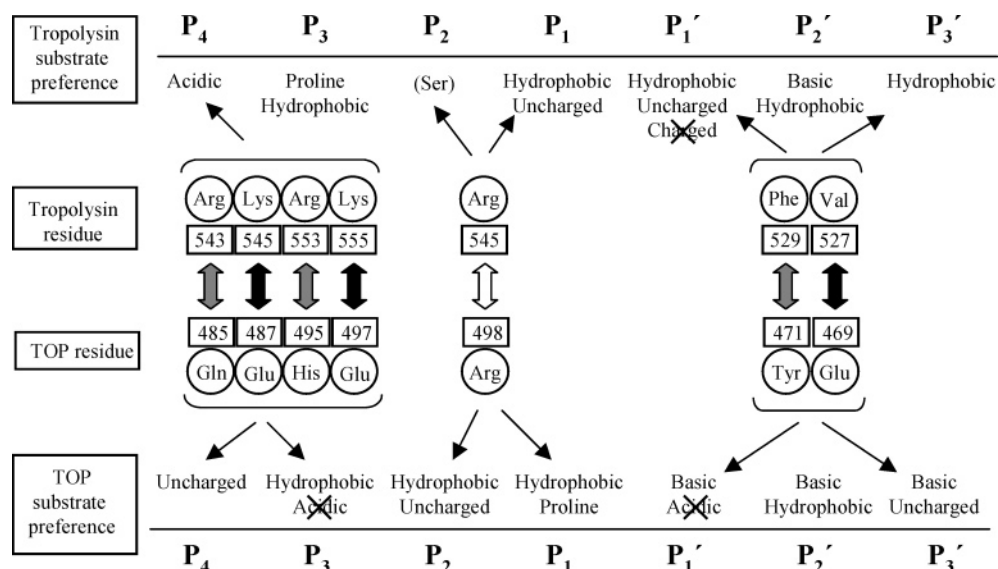 P4 P3 P2 P1 P1´ P2´ P3´
Tropolysin
substrate
preference
Acidic
Proline
Hydrophobic
(Ser)
Hydrophobic
Uncharged
Hydrophobic
Uncharged
Charged
Basic
Hydrophobic
Hydrophobic
Tropolysin
residue
Arg Lys Arg Lys Arg Phe Val
543 545 553 555 545 529 527
TOP residue
485 487 495 497 498 471 469
Gln Glu His Glu Arg Tyr Glu
TOP
substrate
preference
Uncharged
Hydrophobic
Acidic
Hydrophobic
Uncharged
Hydrophobic
Proline
Basic
Acidic
Basic
Hydrophobic
Basic
Uncharged
P4 P3 P2 P1 P1´ P2´ P3´